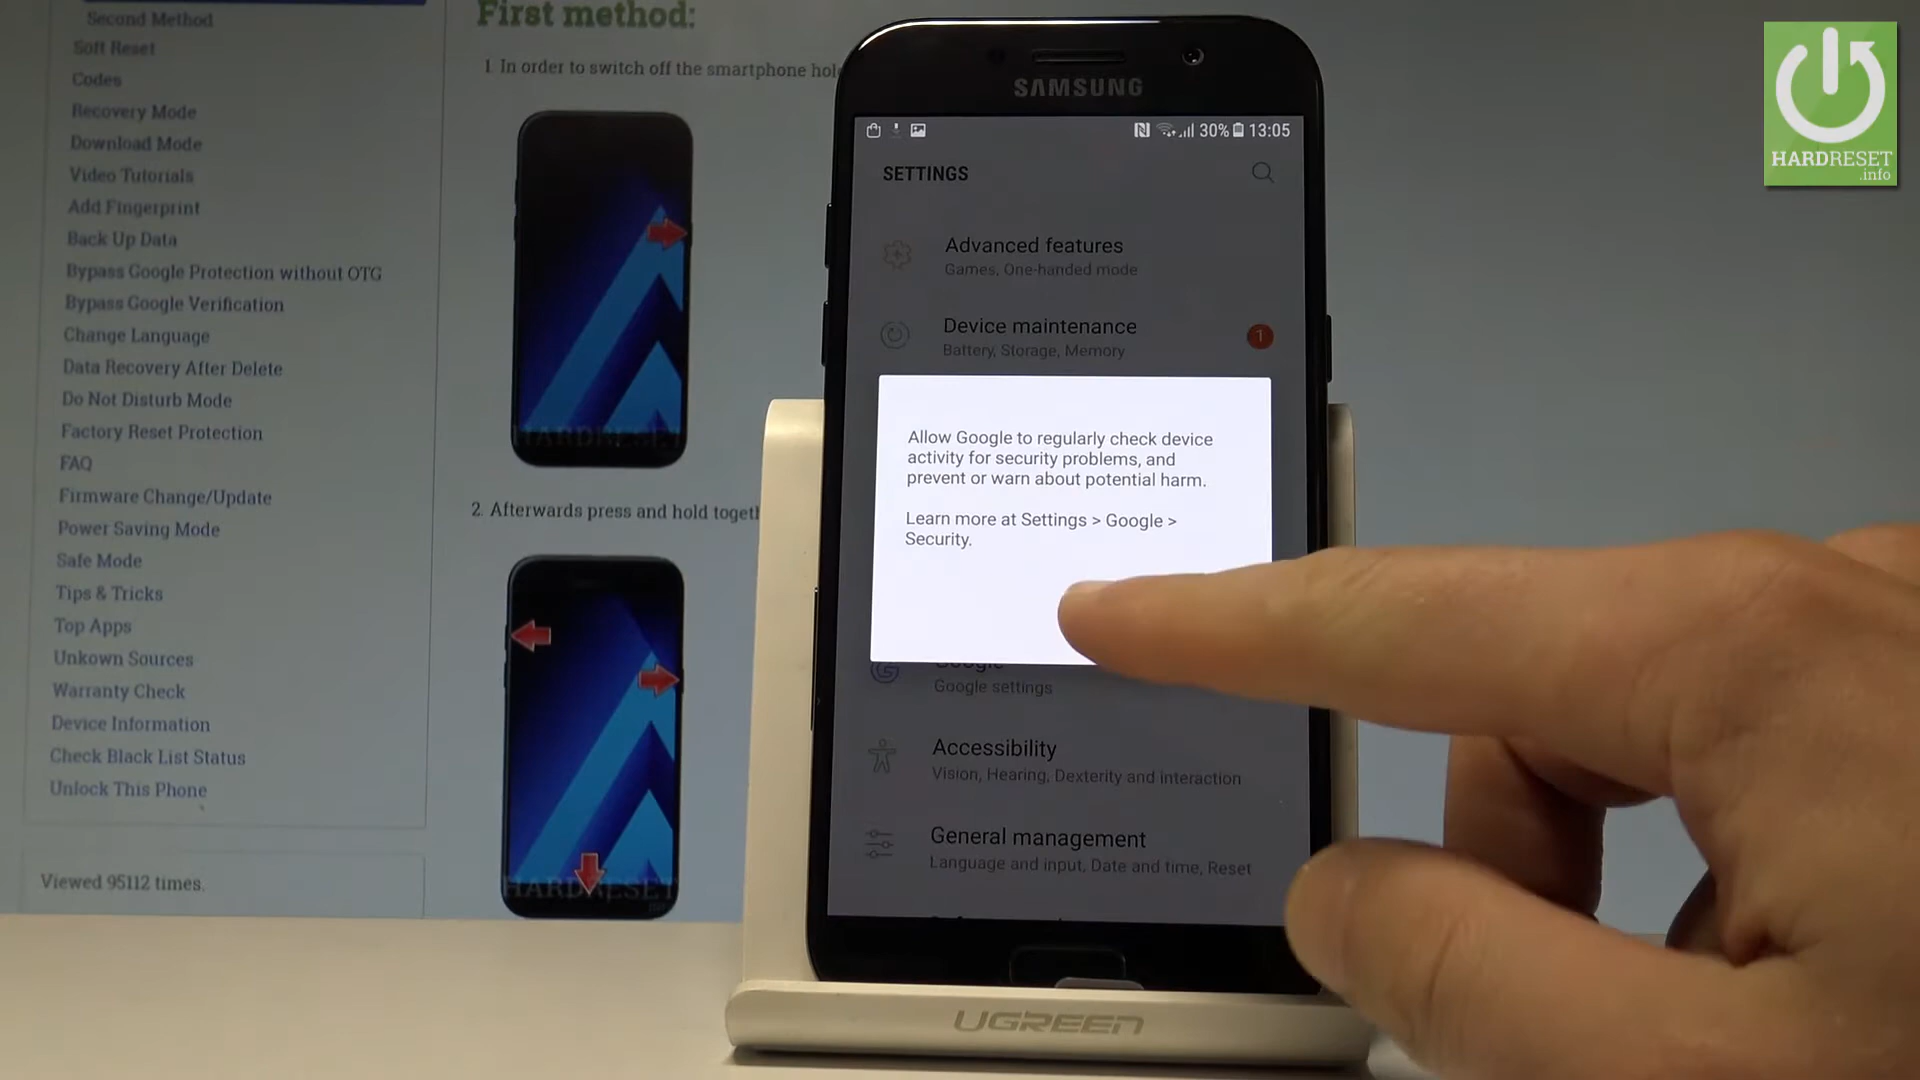 Second Method
Soft Reset
Codes
Recovery Mode
Download Mode
Video Tutorials
Add Fingerprint
Back Up Data
Bypass Google Protection without OTG
Bypass Google Verification
Change Language
Data Recovery After Delete
Do Not Disturb Mode
Factory Reset Protection
FAQ
Firmware Change/Update
Power Saving Mode
Safe Mode
Tips & Tricks
Top Apps
Unkown Sources
Warranty Check
Device Information
Check Black List Status
Unlock This Phone
Viewed 95112 times.
First method:
1. In order to switch off the smartphone
HARDRESET
2. Afterwards press and hold
HARDRESET
SAMSUNG
30% 13:05
SETTINGS
Advanced features
Games, One-handed mode
Device maintenance
Battery, Storage, Memory
1
Allow Google to regularly check device
activity for security problems, and
prevent or warn about potential harm.
Learn more at Settings > Google >
Security.
Google
Google settings
Accessibility
Vision, Hearing, Dexterity and interaction
General management
Language and input, Date and time, Reset
UGREEN
HARDRESET
.info